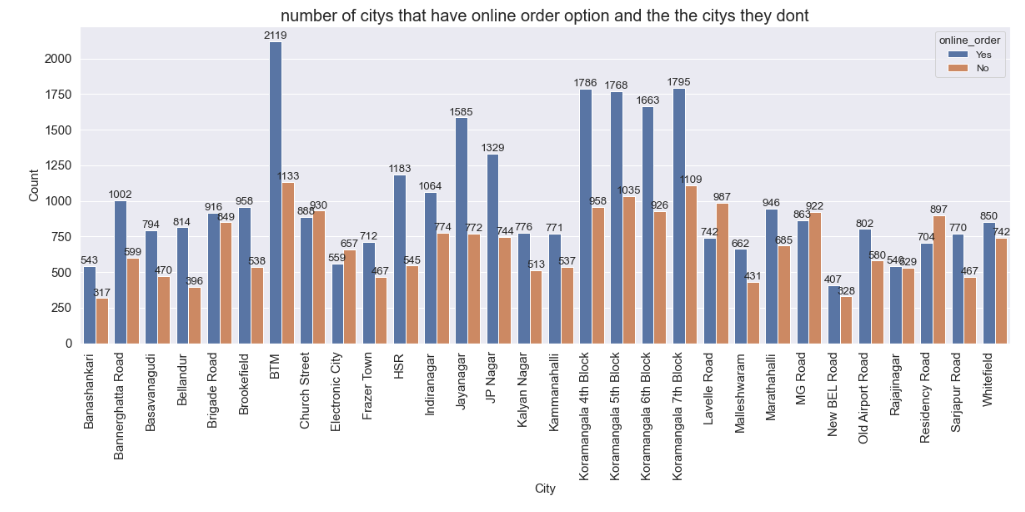 number of citys that have online order option and the the citys they dont
online_order
Yes
No
Count
2000
1750
1500
1250
1000
750
500
250
0
543 317
1002 599
794 470
814 396
916 849
958 538
2119 1133
888 930
559 657
712 467
1183 545
1064 774
1585 772
1329 744
776 513
771 537
1786 958
1768 1035
1663 926
1795 1109
742 987
662 431
946 685
863 922
407 328
802 580
529
704 897
770 467
850 742
Banashankari
Bannerghatta Road
Basavanagudi
Bellandur
Brigade Road
Brookefield
BTM
Church Street
Electronic City
Frazer Town
HSR
Indiranagar
Jayanagar
JP Nagar
Kalyan Nagar
Kammanahalli
Koramangala 4th Block
Koramangala 5th Block
Koramangala 6th Block
Koramangala 7th Block
Lavelle Road
Malleshwaram
Marathahalli
MG Road
New BEL Road
Old Airport Road
Rajajinagar
Residency Road
Sarjapur Road
Whitefield
City